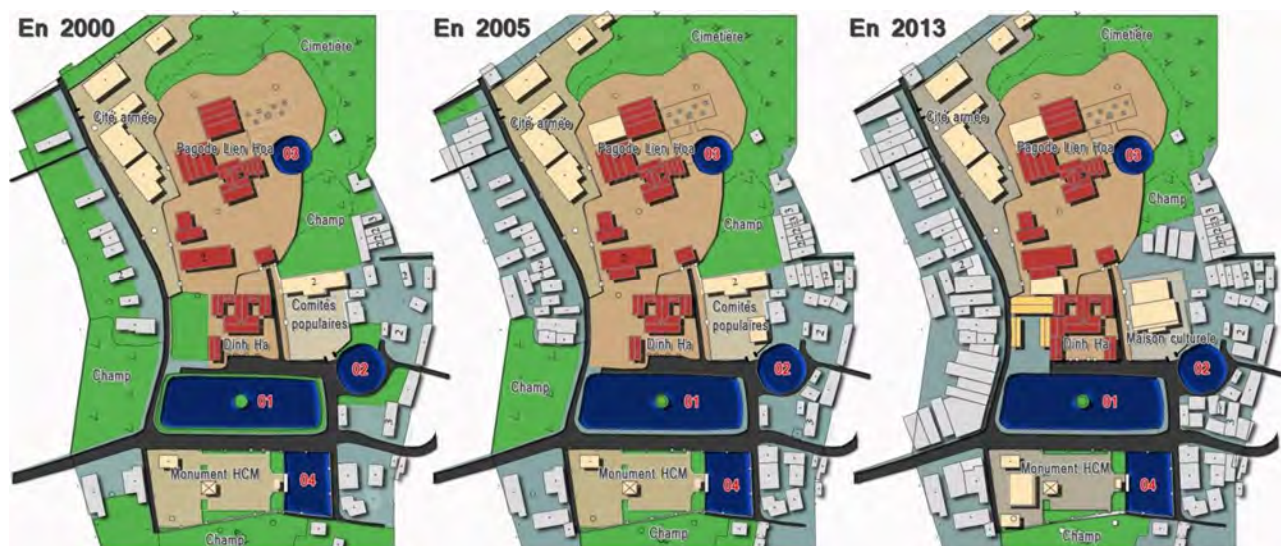 En 2000
Cimetière
Cité armée
Pagode Lien Hoa
03
Champ
2
Comités
populaires
Dinh Ha
02
Champ
01
Monument HCM
04
Champ
En 2005
Cimetière
Cité armée
Pagode Lien Hoa
03
Champ
2
Comités
populaires
Dinh Ha
02
Champ
01
Monument HCM
04
Champ
En 2013
Cimetière
Cité armée
Pagode Lien Hoa
03
Champ
Maison culturele
Dinh Ha
02
01
Monument HCM
04
Champ